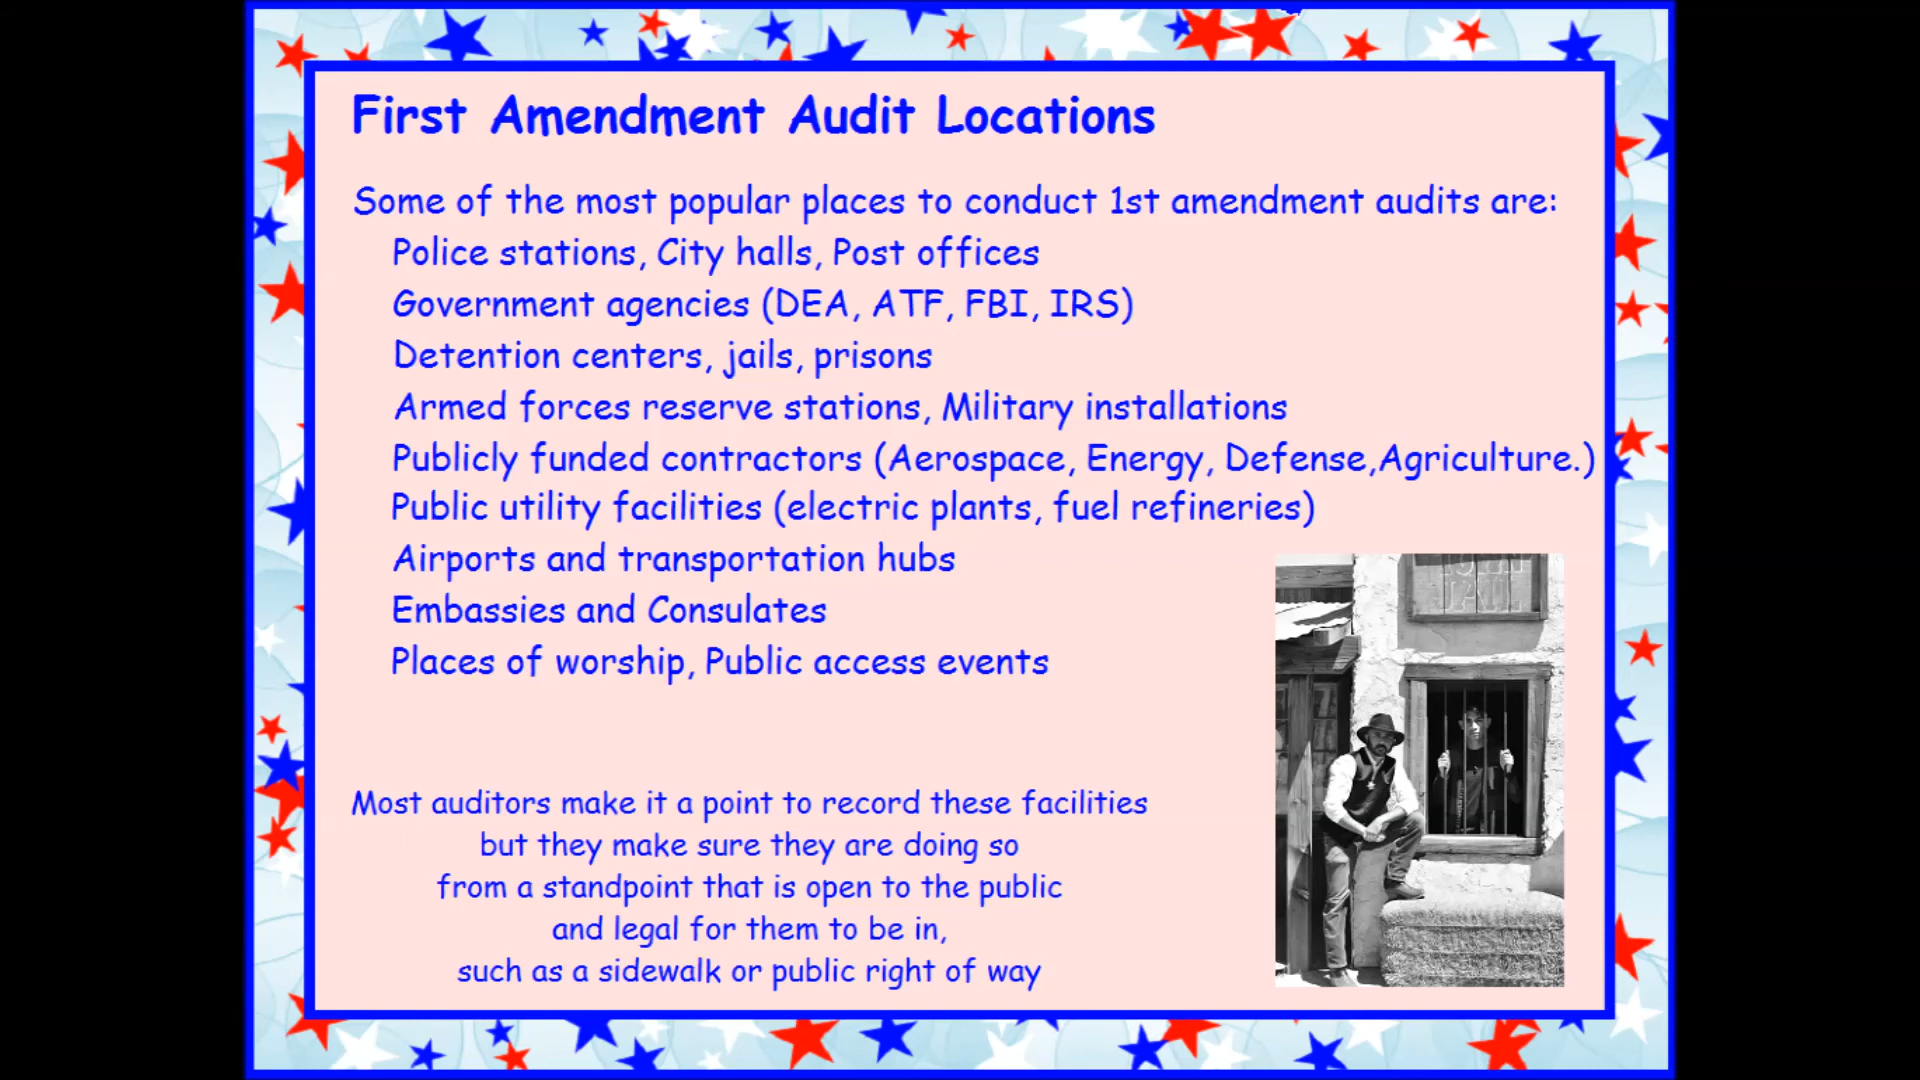 First Amendment Audit Locations
Some of the most popular places to conduct 1st amendment audits are:
Police stations, City halls, Post offices
Government agencies (DEA, ATF, FBI, IRS)
Detention centers, jails, prisons
Armed forces reserve stations, Military installations
Publicly funded contractors (Aerospace, Energy, Defense,Agriculture.)
Public utility facilities (electric plants, fuel refineries)
Airports and transportation hubs
Embassies and Consulates
Places of worship, Public access events
Most auditors make it a point to record these facilities
but they make sure they are doing so
from a standpoint that is open to the public
and legal for them to be in,
such as a sidewalk or public right of way
JAIL